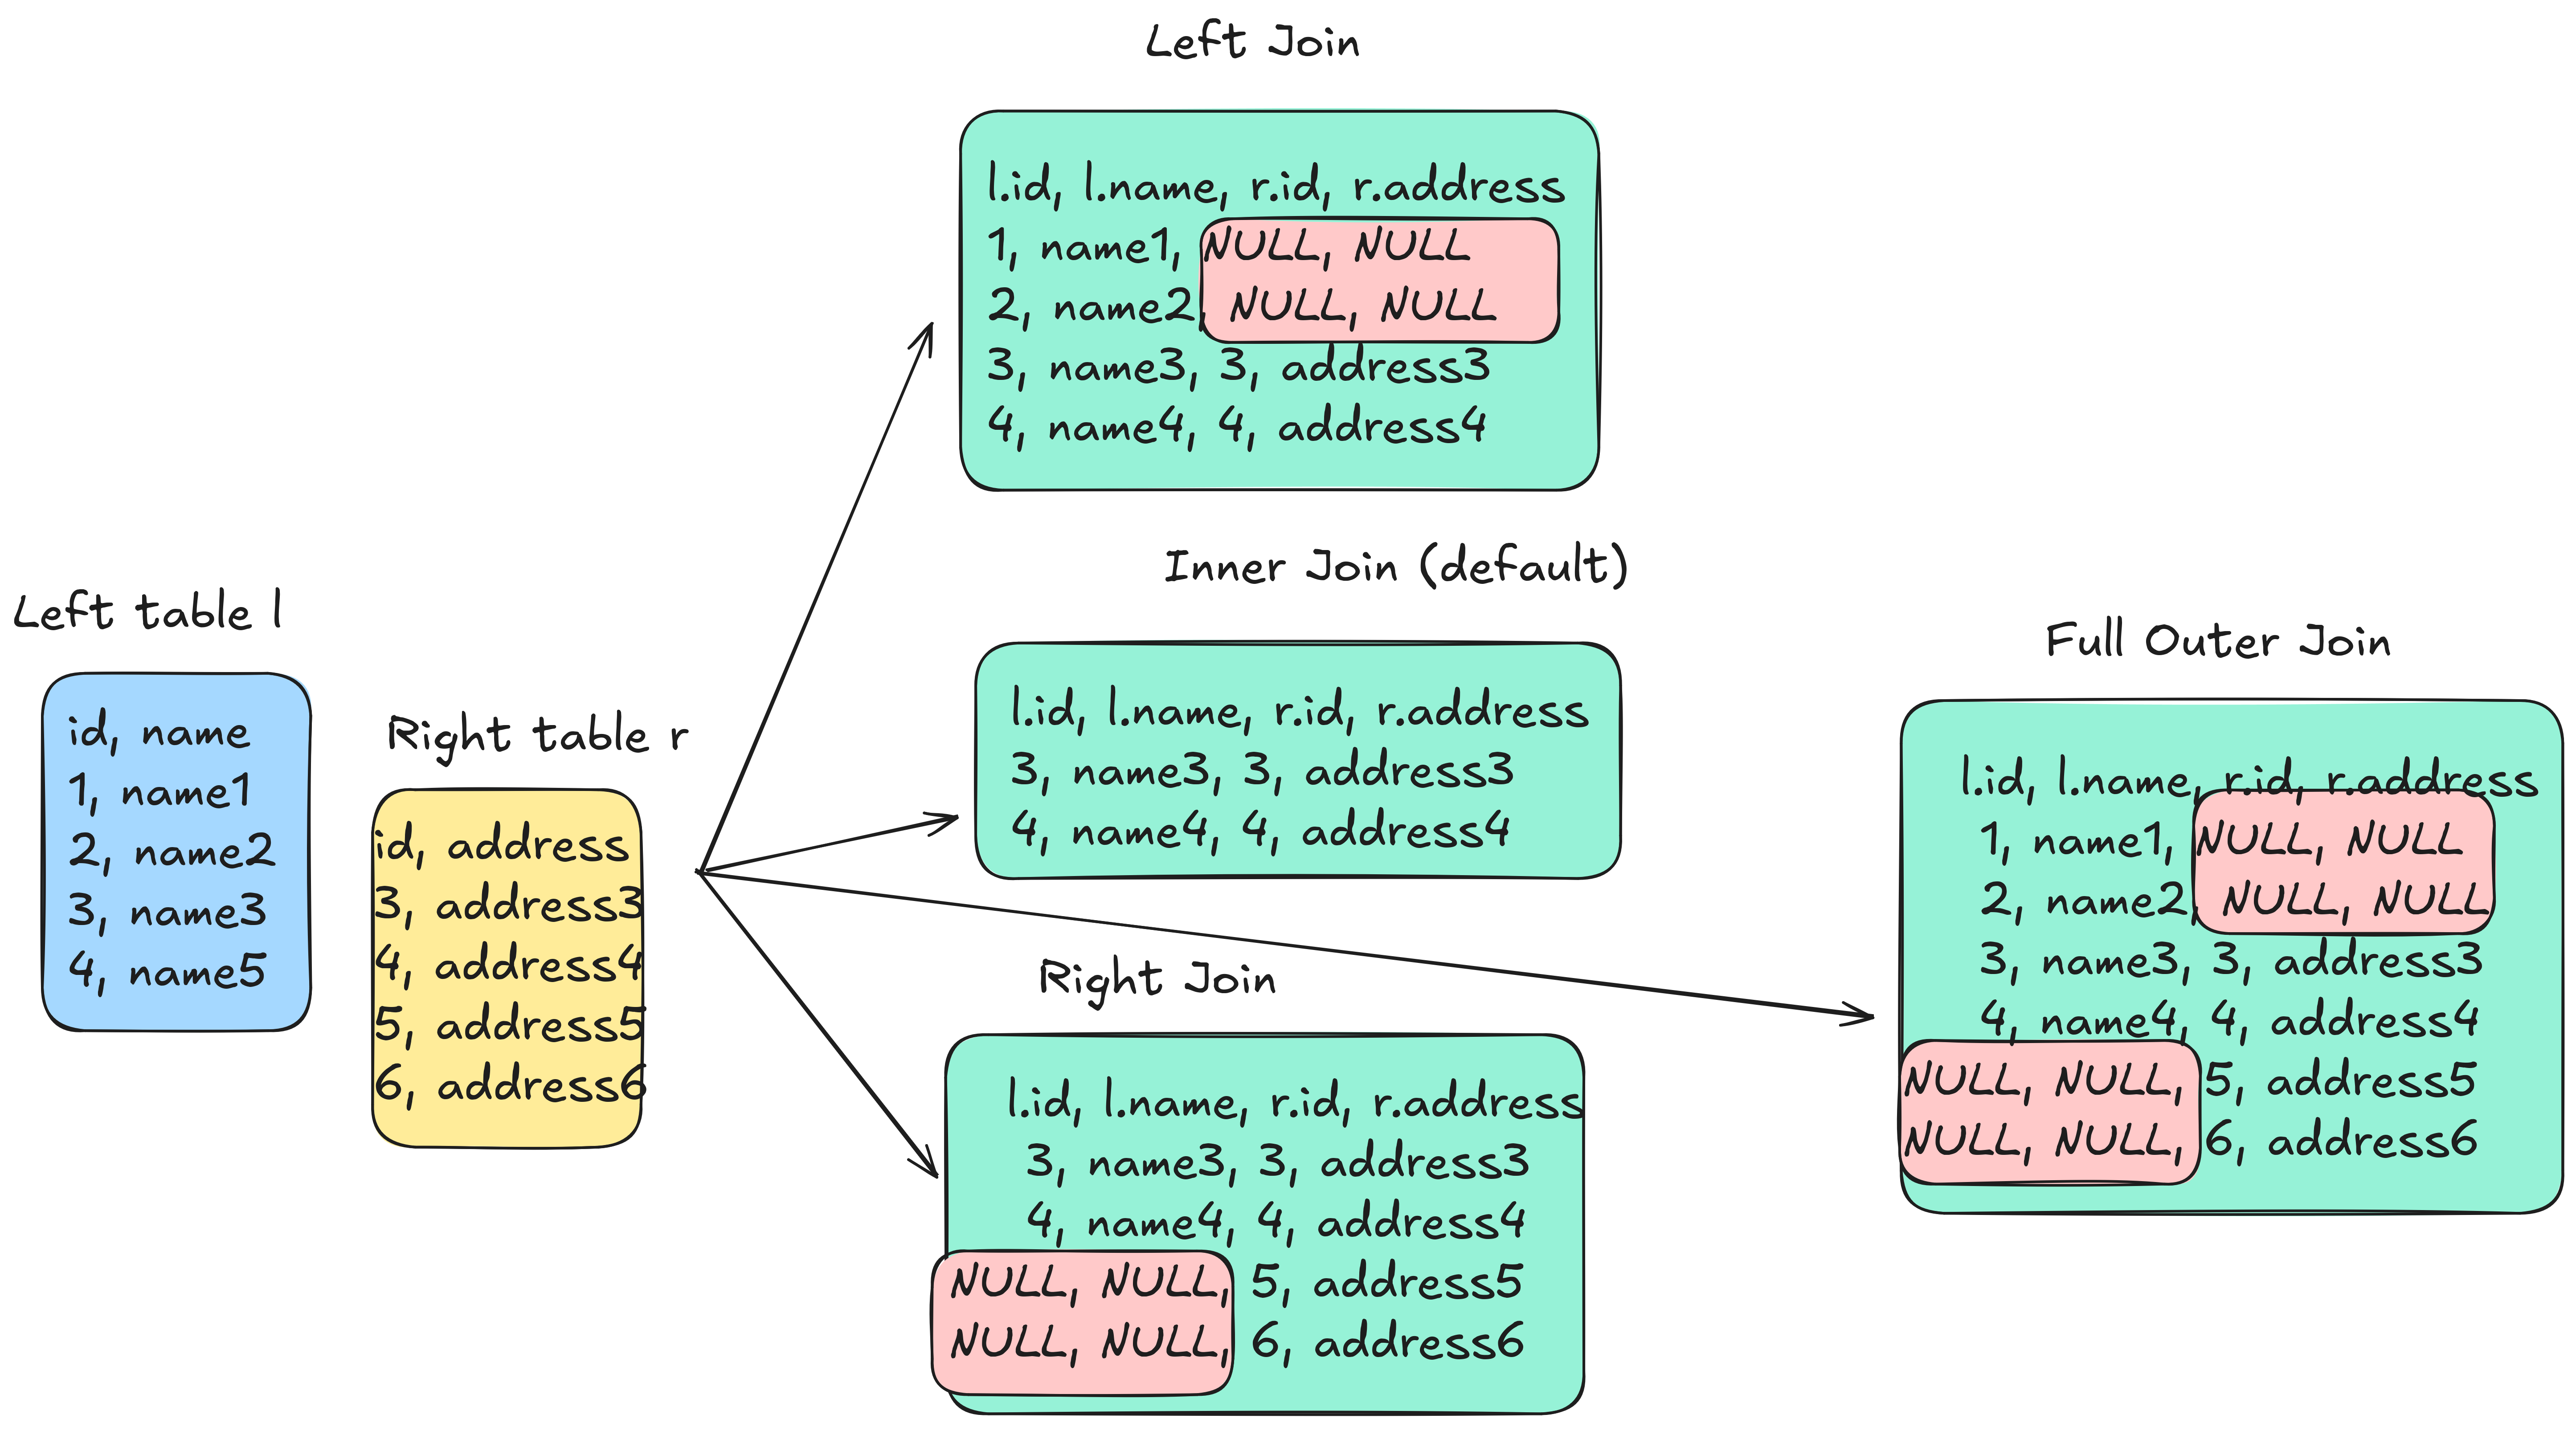 Left Join
l.id, l.name, r.id, r.address
1, name1, NULL, NULL
2, name2, NULL, NULL
3, name3, 3, address3
4, name4, 4, address4
Inner Join (default)
l.id, l.name, r.id, r.address
3, name3, 3, address3
4, name4, 4, address4
Left table l
id, name
1, name1
2, name2
3, name3
4, name5
Right table r
id, address
3, address3
4, address4
5, address5
6, address6
Right Join
l.id, l.name, r.id, r.address
3, name3, 3, address3
4, name4, 4, address4
NULL, NULL, 5, address5
NULL, NULL, 6, address6
Full Outer Join
l.id, l.name, r.id, r.address
1, name1, NULL, NULL
2, name2, NULL, NULL
3, name3, 3, address3
4, name4, 4, address4
NULL, NULL, 5, address5
NULL, NULL, 6, address6